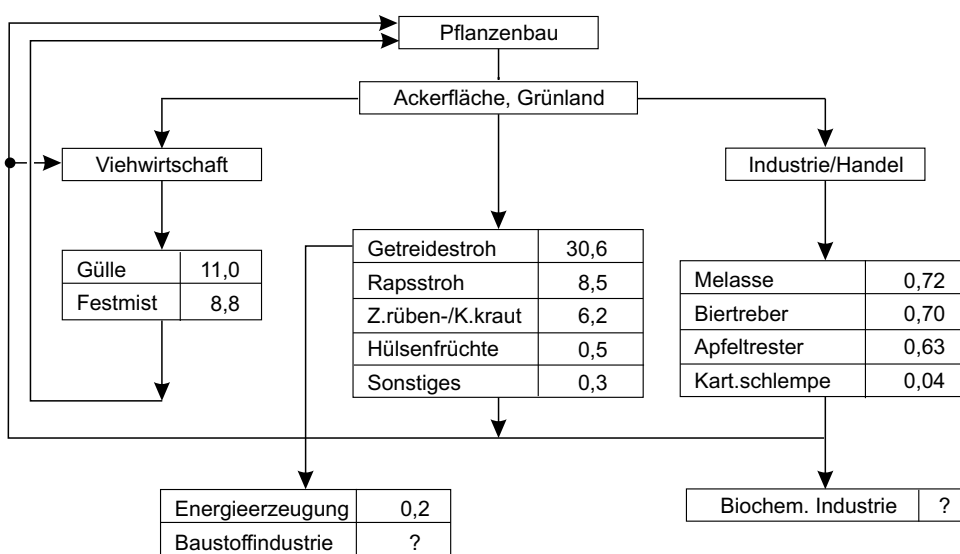 Pflanzenbau
Ackerfläche, Grünland
Viehwirtschaft
Industrie/Handel
Gülle 11,0
Festmist 8,8
Getreidestroh 30,6
Rapsstroh 8,5
Z.rüben-/K.kraut 6,2
Hülsenfrüchte 0,5
Sonstiges 0,3
Melasse 0,72
Biertreber 0,70
Apfeltrester 0,63
Kart.schlempe 0,04
Energieerzeugung 0,2
Baustoffindustrie ?
Biochem. Industrie ?